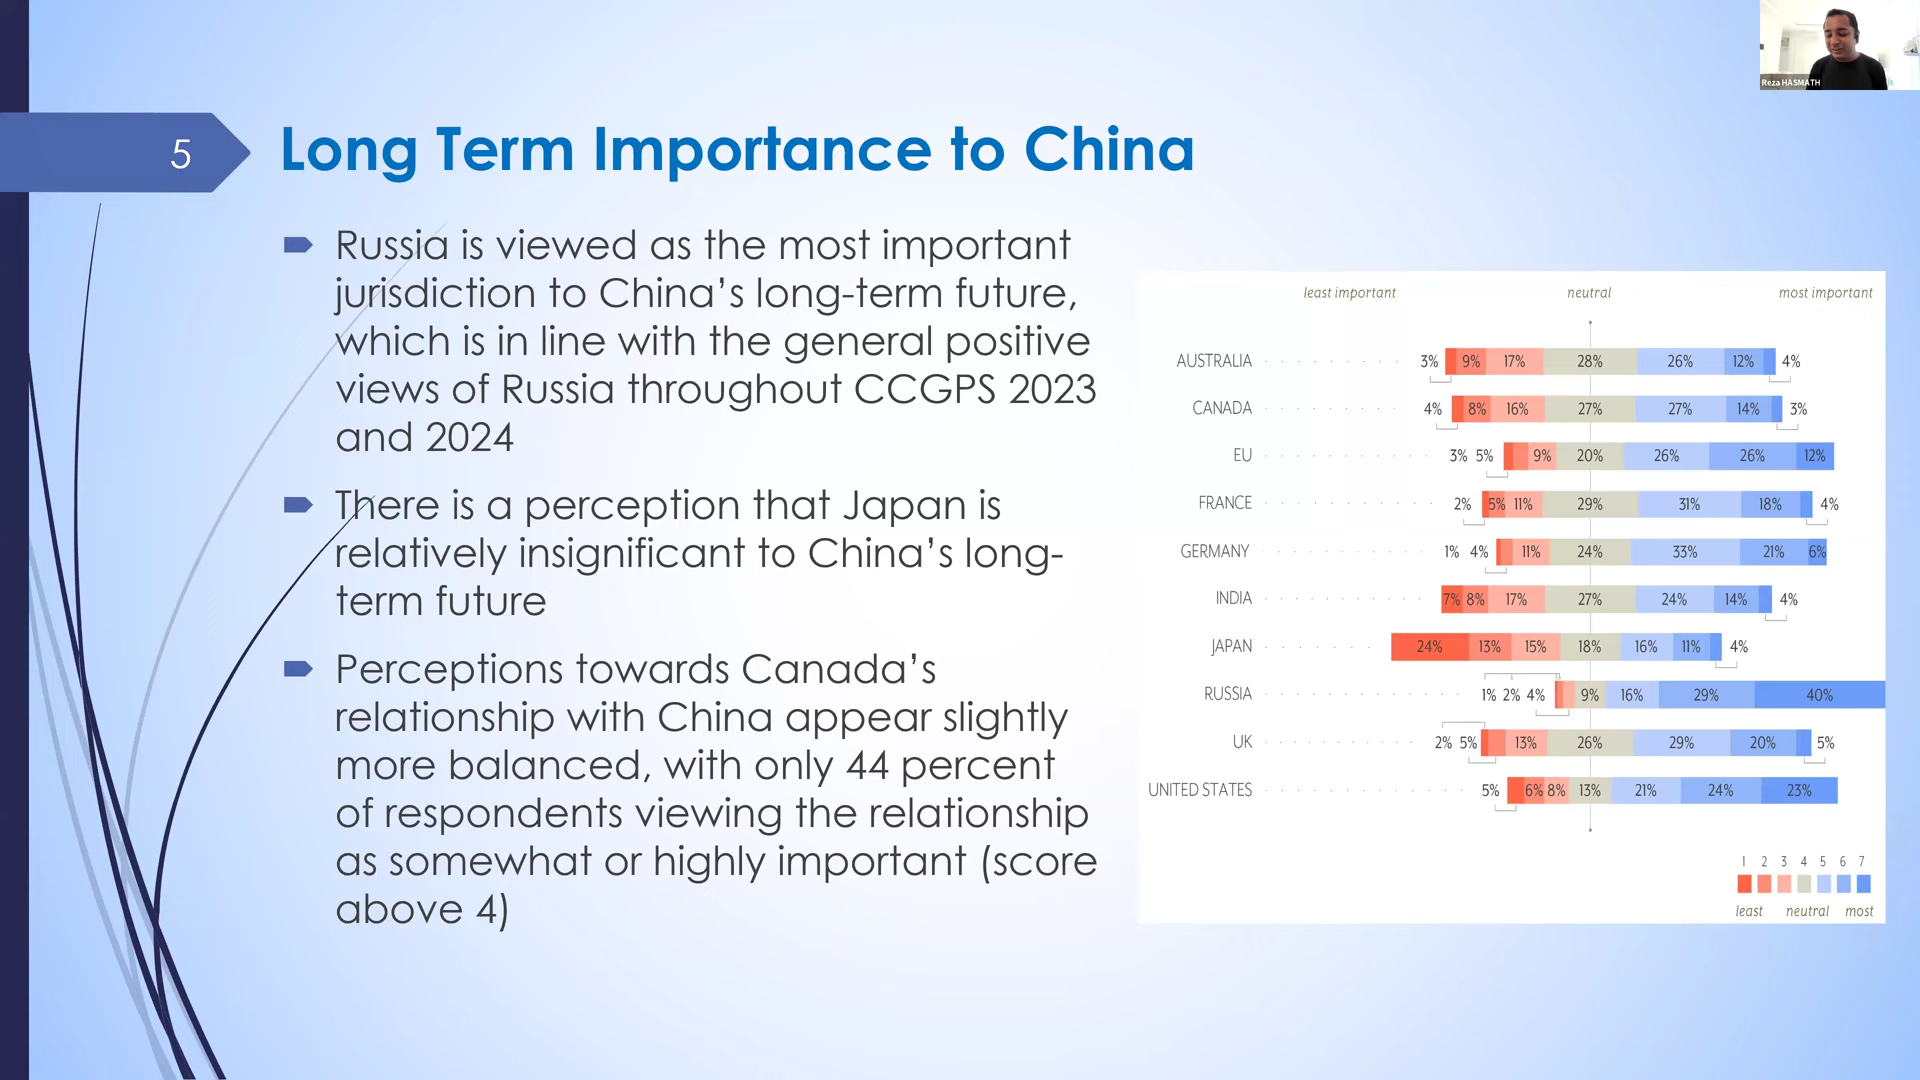 Reza HASMATH
5
Long Term Importance to China
Russia is viewed as the most important
jurisdiction to China’s long-term future,
which is in line with the general positive
views of Russia throughout CCGPS 2023
and 2024
There is a perception that Japan is
relatively insignificant to China’s long-
term future
Perceptions towards Canada’s
relationship with China appear slightly
more balanced, with only 44 percent
of respondents viewing the relationship
as somewhat or highly important (score
above 4)
least important neutral most important
AUSTRALIA 3% 9% 17% 28% 26% 12% 4%
CANADA 4% 8% 16% 27% 27% 14% 3%
EU 3% 5% 9% 20% 26% 26% 12%
FRANCE 2% 5% 11% 29% 31% 18% 4%
GERMANY 1% 4% 11% 24% 33% 21% 6%
INDIA 7% 8% 17% 27% 24% 14% 4%
JAPAN 24% 13% 15% 18% 16% 11% 4%
RUSSIA 1% 2% 4% 9% 16% 29% 40%
UK 2% 5% 13% 26% 29% 20% 5%
UNITED STATES 5% 6% 8% 13% 21% 24% 23%
1 2 3 4 5 6 7
least neutral most